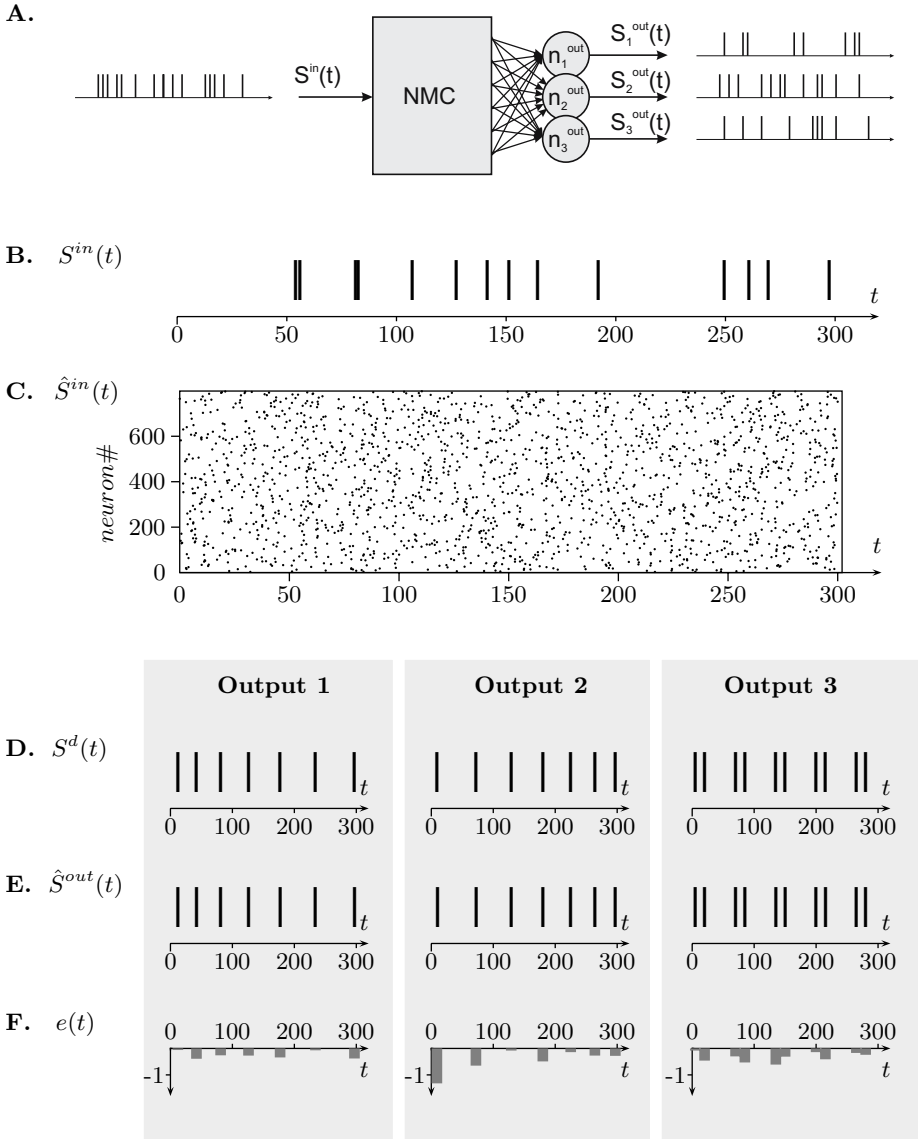 A.
S^in(t)
NMC
n_1^out S_1^out(t)
n_2^out S_2^out(t)
n_3^out S_3^out(t)
B. S^in(t)
t
0 50 100 150 200 250 300
C. Ŝ^in(t)
neuron#
600
400
200
0
t
0 50 100 150 200 250 300
Output 1 Output 2 Output 3
D. S^d(t)
t t t
0 100 200 300 0 100 200 300 0 100 200 300
E. Ŝ^out(t)
t t t
0 100 200 300 0 100 200 300 0 100 200 300
F. e(t)
0 100 200 300 0 100 200 300 0 100 200 300
-1 t -1 t -1 t